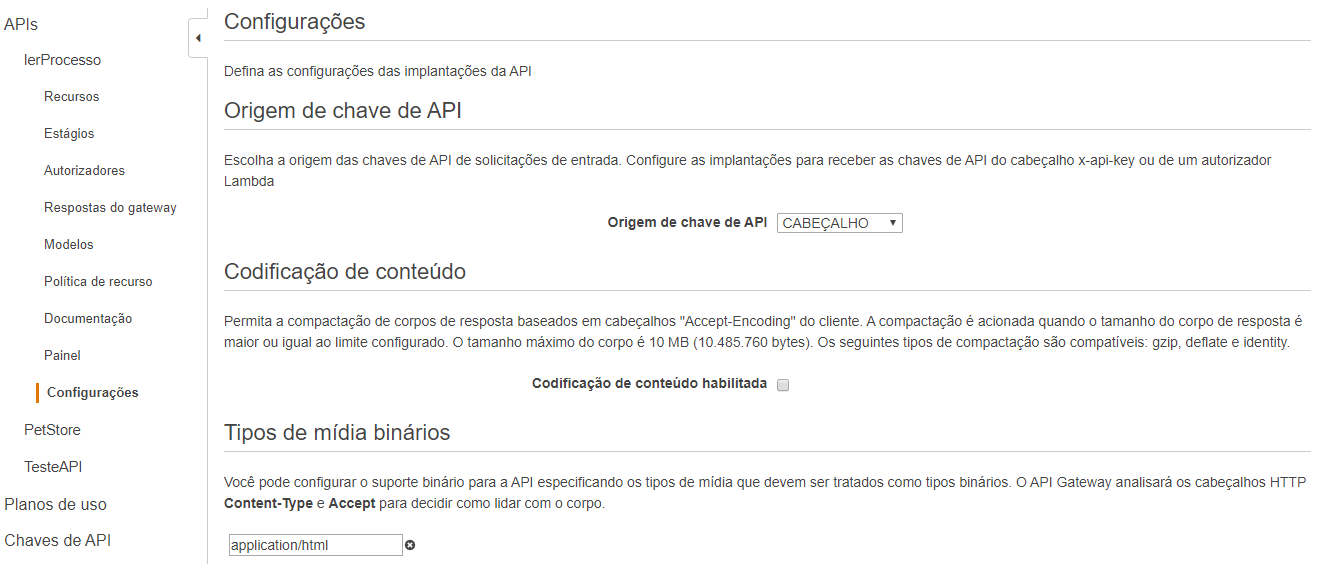 APIs
lerProcesso
Recursos
Estágios
Autorizadores
Respostas do gateway
Modelos
Política de recurso
Documentação
Painel
Configurações
PetStore
TesteAPI
Planos de uso
Chaves de API
Configurações
Defina as configurações das implantações da API
Origem de chave de API
Escolha a origem das chaves de API de solicitações de entrada. Configure as implantações para receber as chaves de API do cabeçalho x-api-key ou de um autorizador
Lambda
Origem de chave de API CABEÇALHO
Codificação de conteúdo
Permita a compactação de corpos de resposta baseados em cabeçalhos "Accept-Encoding" do cliente. A compactação é acionada quando o tamanho do corpo de resposta é
maior ou igual ao limite configurado. O tamanho máximo do corpo é 10 MB (10.485.760 bytes). Os seguintes tipos de compactação são compatíveis: gzip, deflate e identity.
Codificação de conteúdo habilitada
Tipos de mídia binários
Você pode configurar o suporte binário para a API especificando os tipos de mídia que devem ser tratados como tipos binários. O API Gateway analisará os cabeçalhos HTTP
Content-Type e Accept para decidir como lidar com o corpo.
application/html